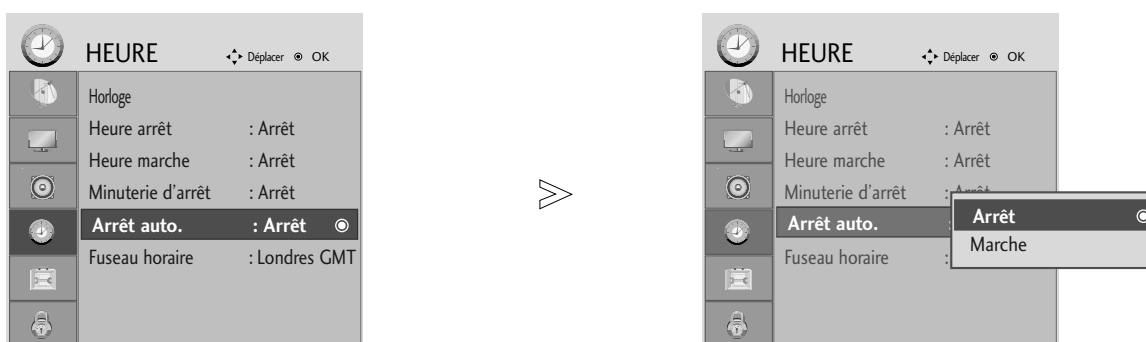 HEURE Déplacer OK
Horloge
Heure arrêt : Arrêt
Heure marche : Arrêt
Minuterie d'arrêt : Arrêt
Arrêt auto. : Arrêt
Fuseau horaire : Londres GMT
HEURE Déplacer OK
Horloge
Heure arrêt : Arrêt
Heure marche : Arrêt
Minuterie d'arrêt : Arrêt
Arrêt auto. :
Fuseau horaire :
Arrêt
Marche